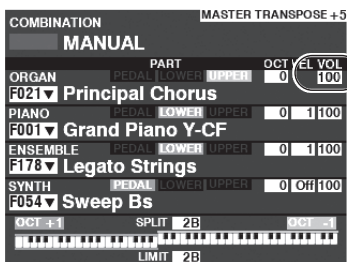 COMBINATION MASTER TRANSPOSE +5
MANUAL
PART OCT VEL VOL
ORGAN PEDAL LOWER UPPER 0 100
F021▼ Principal Chorus
PIANO PEDAL LOWER UPPER 0 1 100
F001▼ Grand Piano Y-CF
ENSEMBLE PEDAL LOWER UPPER 0 1 100
F178▼ Legato Strings
SYNTH PEDAL LOWER UPPER 0 Off 100
F054▼ Sweep Bs
OCT +1 SPLIT 2B OCT -1
LIMIT 2B